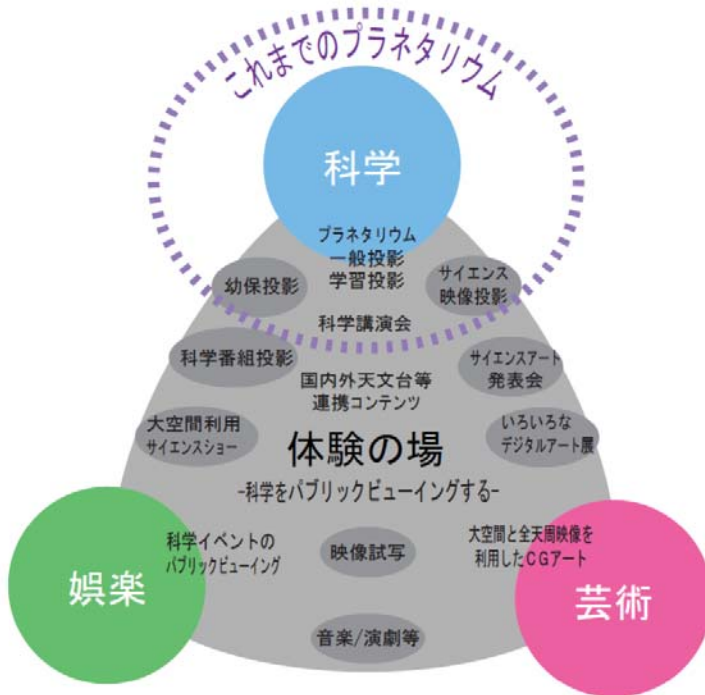 これまでのプラネタリウム
科学
プラネタリウム
一般投影
学習投影
幼保投影
サイエンス
映像投影
科学講演会
科学番組投影
サイエンスアート
発表会
国内外天文台等
連携コンテンツ
大空間利用
サイエンスショー
いろいろな
デジタルアート展
体験の場
-科学をパブリックビューイングする-
科学イベントの
パブリックビューイング
映像試写
大空間と全天周映像を
利用したCGアート
娯楽
芸術
音楽/演劇等